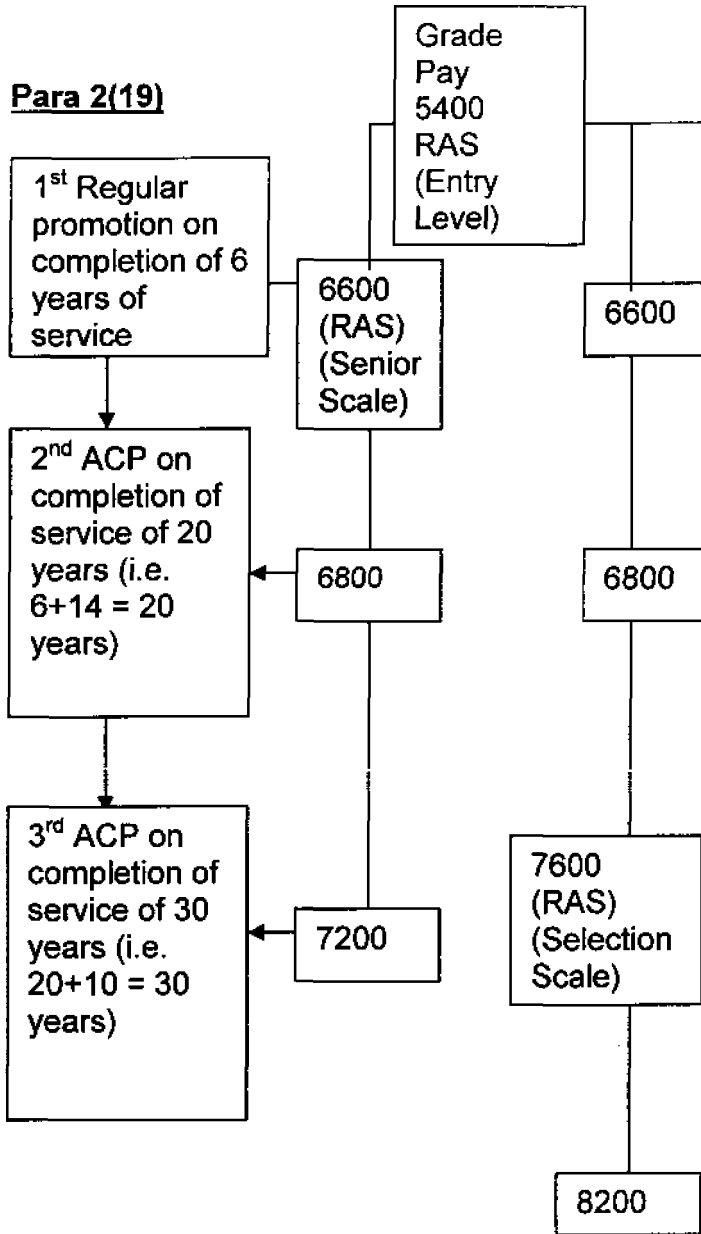 Para 2(19)
Grade
Pay
5400
RAS
(Entry
Level)
1st Regular
promotion on
completion of 6
years of
service
6600
(RAS)
(Senior
Scale)
6600
2nd ACP on
completion of
service of 20
years (i.e.
6+14 = 20
years)
6800
6800
3rd ACP on
completion of
service of 30
years (i.e.
20+10 = 30
years)
7200
7600
(RAS)
(Selection
Scale)
8200